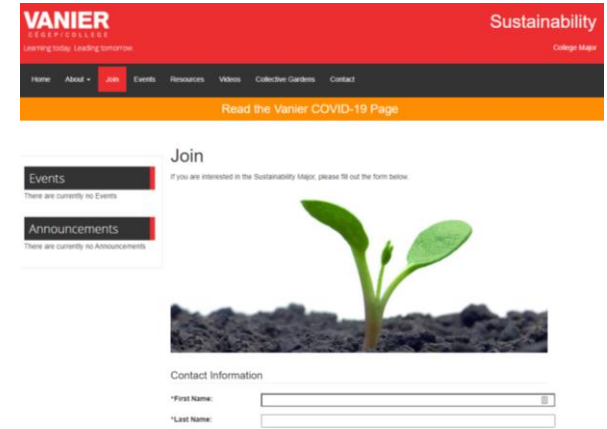 VANIER
CÉGEP/COLLEGE
Learning today. Leading tomorrow.
Sustainability
College Major
Home About Join Events Resources Videos Collective Gardens Contact
Read the Vanier COVID-19 Page
Events
There are currently no Events
Announcements
There are currently no Announcements
Join
If you are interested in the Sustainability Major, please fill out the form below.
Contact Information
*First Name:
*Last Name: